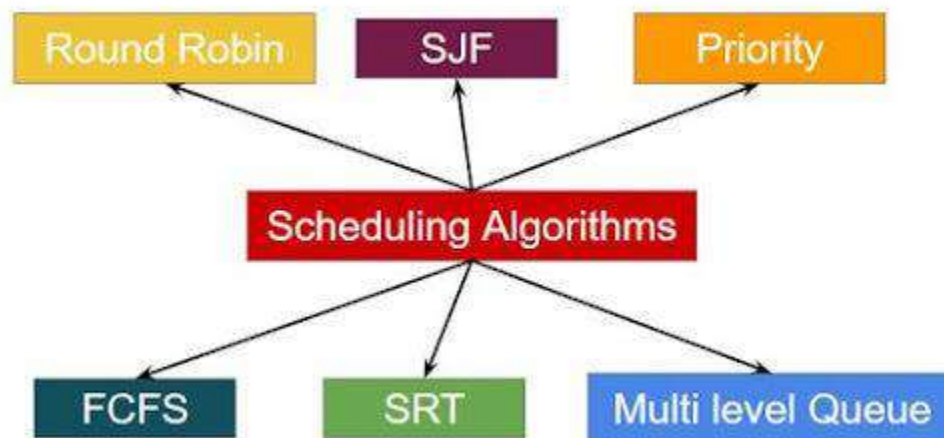 Round Robin
SJF
Priority
Scheduling Algorithms
FCFS
SRT
Multi level Queue